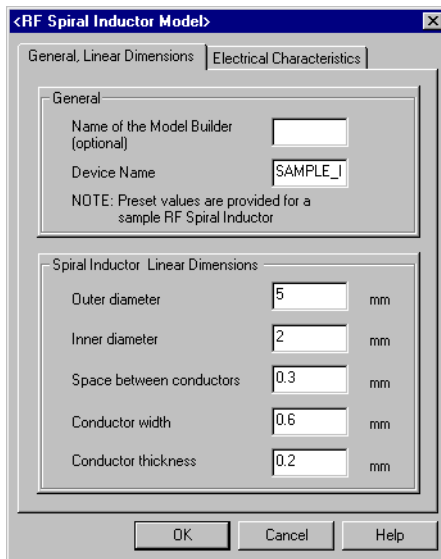 <RF Spiral Inductor Model>
General, Linear Dimensions Electrical Characteristics
General
Name of the Model Builder
(optional)
Device Name SAMPLE_I
NOTE: Preset values are provided for a
sample RF Spiral Inductor
Spiral Inductor Linear Dimensions
Outer diameter 5 mm
Inner diameter 2 mm
Space between conductors 0.3 mm
Conductor width 0.6 mm
Conductor thickness 0.2 mm
OK Cancel Help